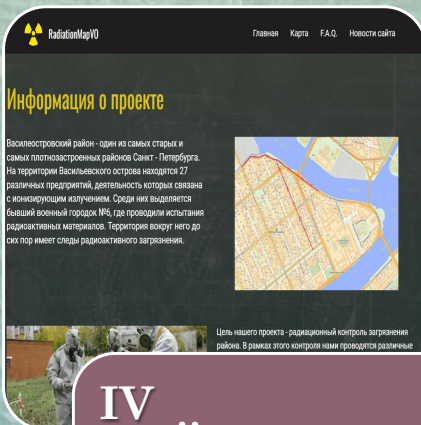 RadiationMapVO
Главная Карта F.A.Q. Новости сайта
Информация о проекте
Василеостровский район - один из самых старых и
самых плотнозастроенных районов Санкт - Петербурга.
На территории Васильевского острова находятся 27
различных предприятий, деятельность которых связана
с ионизирующим излучением. Среди них выделяется
бывший военный городок №6, где проводили испытания
радиоактивных материалов. Территория вокруг него до
сих пор имеет следы радиоактивного загрязнения.
Цель нашего проекта - радиационный контроль загрязнения
района. В рамках этого контроля нами проводятся различные
IV